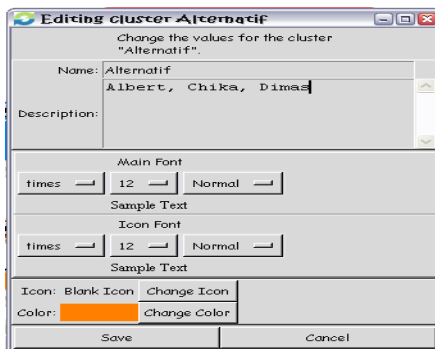 Editing cluster Alternatif
Change the values for the cluster
"Alternatif".
Name: Alternatif
Description: Albert, Chika, Dimas
Main Font
times 12 Normal
Sample Text
Icon Font
times 12 Normal
Sample Text
Icon: Blank Icon Change Icon
Color: Change Color
Save Cancel